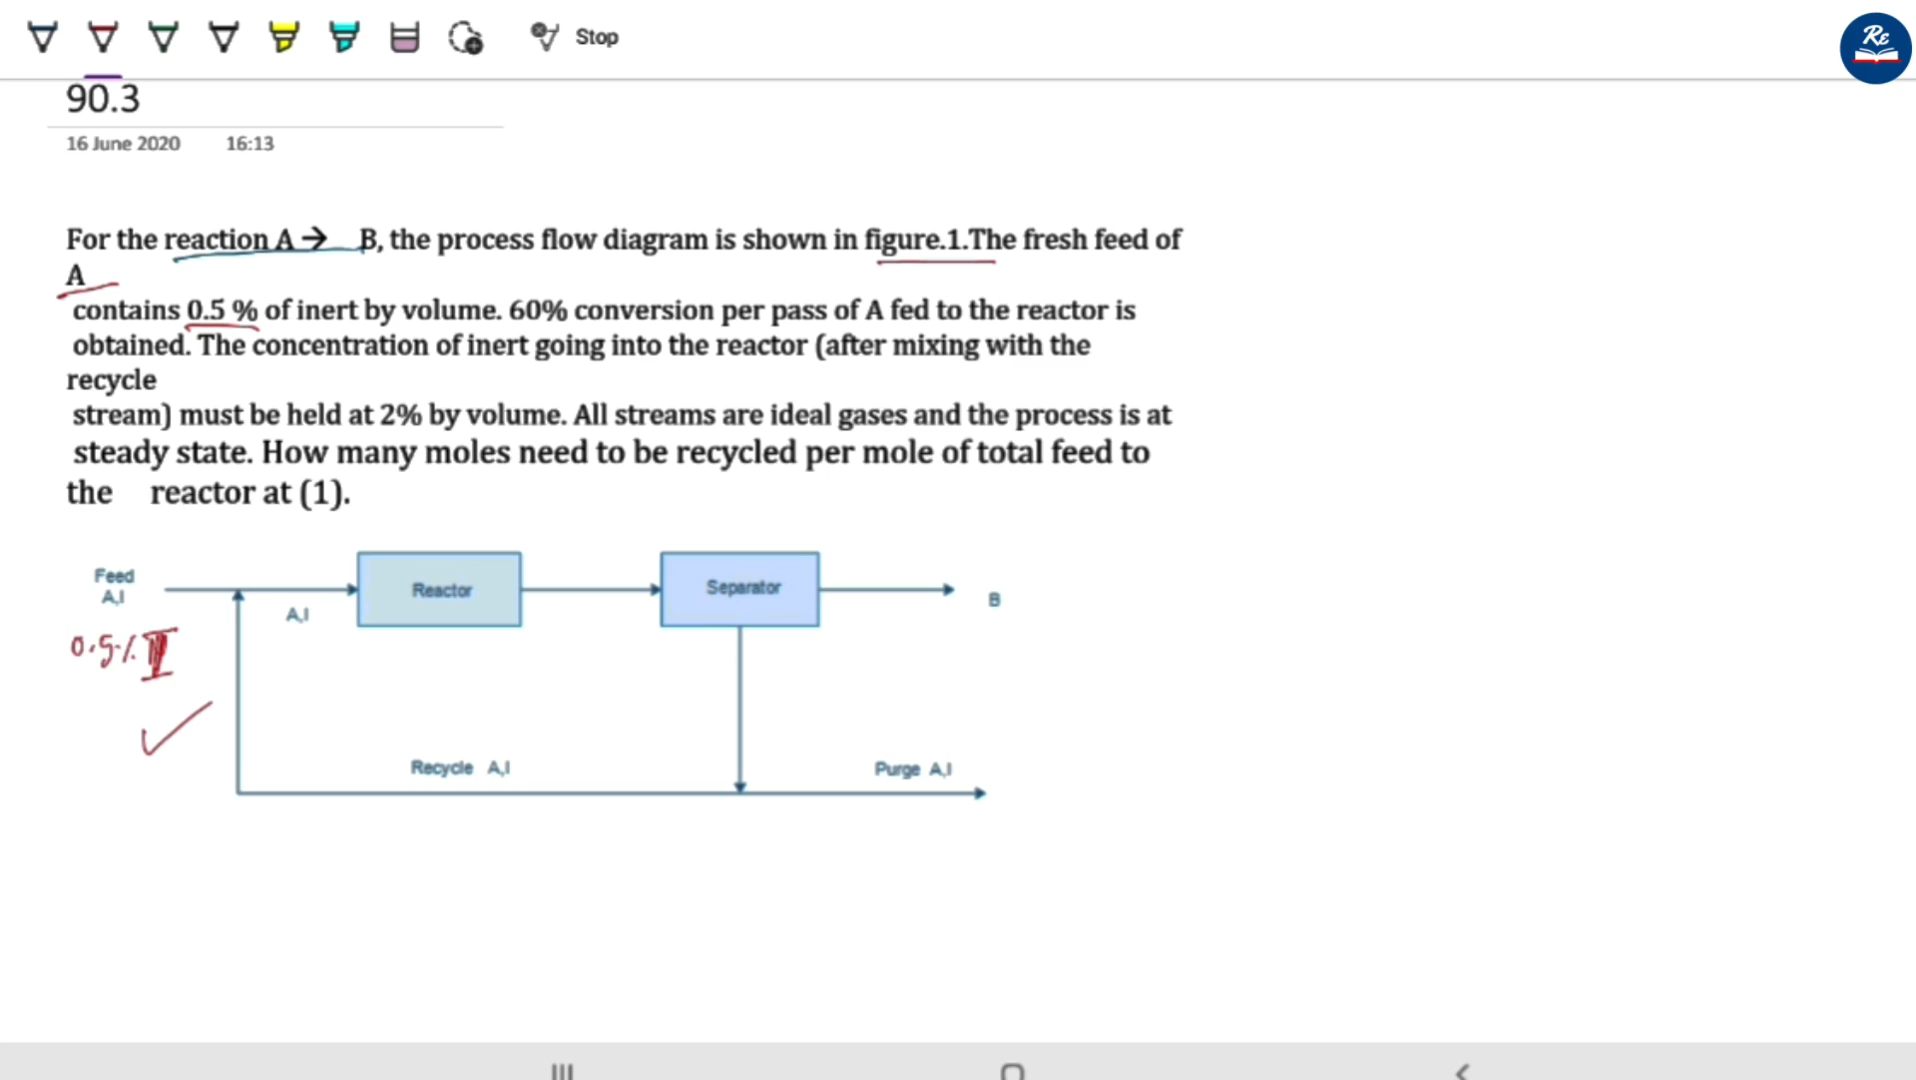 Stop
Rε
90.3
16 June 2020 16:13
For the reaction A → B, the process flow diagram is shown in figure.1.The fresh feed of
A
contains 0.5 % of inert by volume. 60% conversion per pass of A fed to the reactor is
obtained. The concentration of inert going into the reactor (after mixing with the
recycle
stream) must be held at 2% by volume. All streams are ideal gases and the process is at
steady state. How many moles need to be recycled per mole of total feed to
the reactor at (1).
Feed
A,I
A,I
Reactor
Separator
B
0.5% I
Recycle A,I
Purge A,I